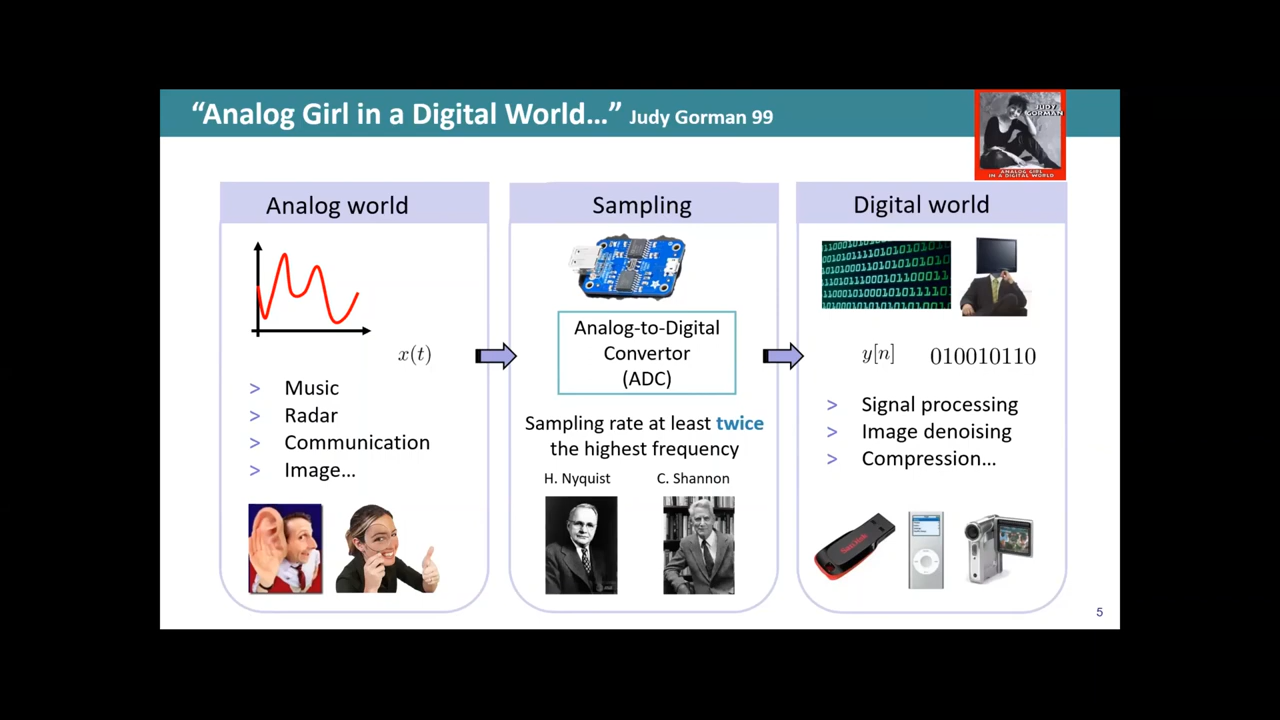 “Analog Girl in a Digital World…” Judy Gorman 99
JUDY
GORMAN
ANALOG GIRL
IN A DIGITAL WORLD
Analog world
x(t)
> Music
> Radar
> Communication
> Image…
Sampling
Analog-to-Digital
Convertor
(ADC)
Sampling rate at least twice
the highest frequency
H. Nyquist C. Shannon
Digital world
y[n] 010010110
> Signal processing
> Image denoising
> Compression…
SanDisk
5